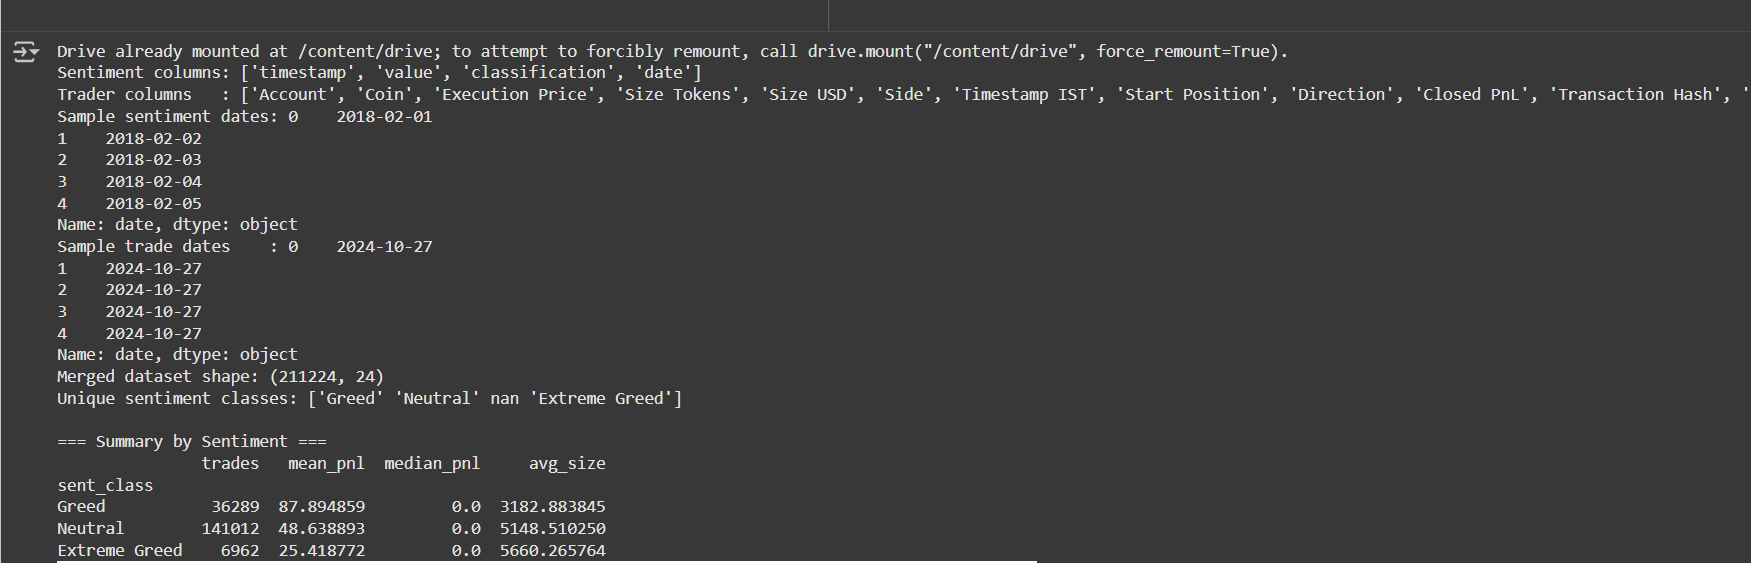 Drive already mounted at /content/drive; to attempt to forcibly remount, call drive.mount("/content/drive", force_remount=True).
Sentiment columns: ['timestamp', 'value', 'classification', 'date']
Trader columns   : ['Account', 'Coin', 'Execution Price', 'Size Tokens', 'Size USD', 'Side', 'Timestamp IST', 'Start Position', 'Direction', 'Closed PnL', 'Transaction Hash', '
Sample sentiment dates: 0    2018-02-01
1    2018-02-02
2    2018-02-03
3    2018-02-04
4    2018-02-05
Name: date, dtype: object
Sample trade dates    : 0    2024-10-27
1    2024-10-27
2    2024-10-27
3    2024-10-27
4    2024-10-27
Name: date, dtype: object
Merged dataset shape: (211224, 24)
Unique sentiment classes: ['Greed' 'Neutral' nan 'Extreme Greed']
=== Summary by Sentiment ===
               trades   mean_pnl  median_pnl     avg_size
sent_class
Greed           36289  87.894859         0.0  3182.883845
Neutral        141012  48.638893         0.0  5148.510250
Extreme Greed    6962  25.418772         0.0  5660.265764